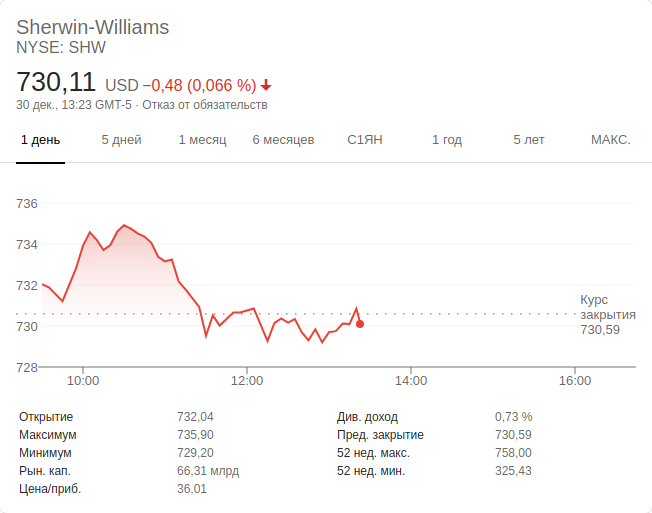 Sherwin-Williams
NYSE: SHW
730,11 USD −0,48 (0,066 %)
30 дек., 13:23 GMT-5 · Отказ от обязательств
1 день 5 дней 1 месяц 6 месяцев С1ЯН 1 год 5 лет МАКС.
736
734
732
730
728
Курс
закрытия
730,59
10:00 12:00 14:00 16:00
Открытие 732,04 Див. доход 0,73 %
Максимум 735,90 Пред. закрытие 730,59
Минимум 729,20 52 нед. макс. 758,00
Рын. кап. 66,31 млрд 52 нед. мин. 325,43
Цена/приб. 36,01